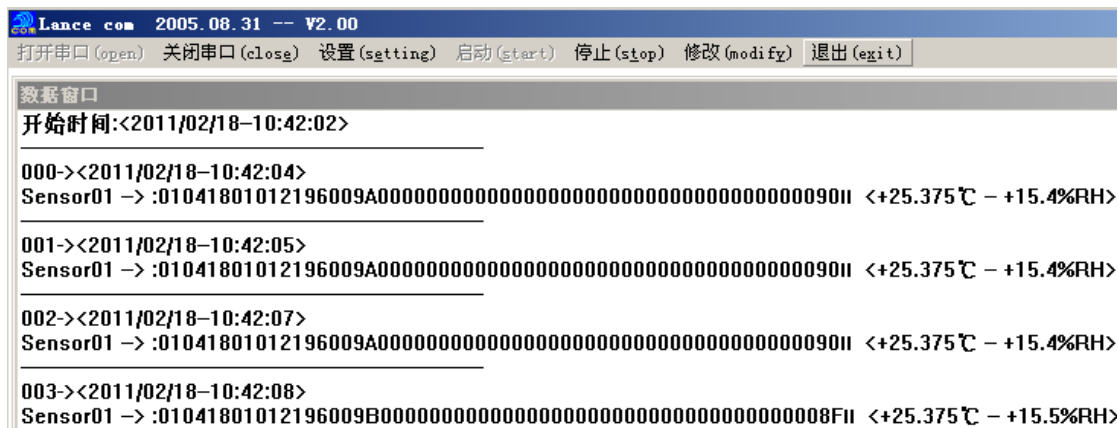 Lance com 2005.08.31 -- V2.00
打开串口(open) 关闭串口(close) 设置(setting) 启动(start) 停止(stop) 修改(modify) 退出(exit)
数据窗口
开始时间:<2011/02/18–10:42:02>
000-><2011/02/18–10:42:04>
Sensor01 –> :01041801012196009A00000000000000000000000000000000000090II <+25.375℃ – +15.4%RH>
001-><2011/02/18–10:42:05>
Sensor01 –> :01041801012196009A00000000000000000000000000000000000090II <+25.375℃ – +15.4%RH>
002-><2011/02/18–10:42:07>
Sensor01 –> :01041801012196009A00000000000000000000000000000000000090II <+25.375℃ – +15.4%RH>
003-><2011/02/18–10:42:08>
Sensor01 –> :01041801012196009B0000000000000000000000000000000000008FII <+25.375℃ – +15.5%RH>